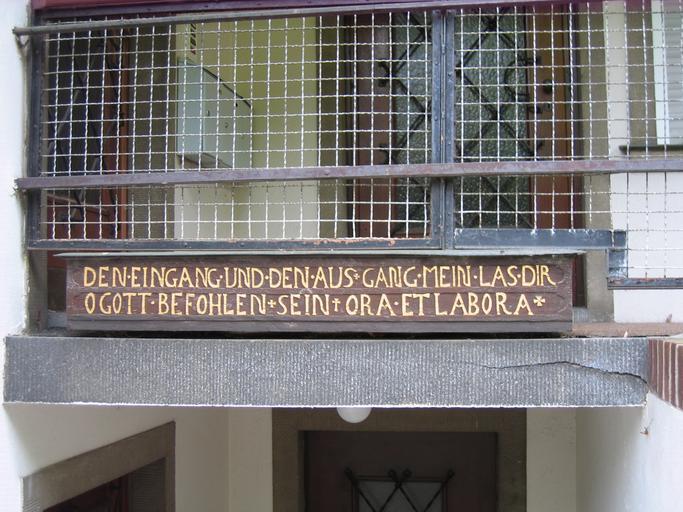 DEN·EINGANG·UND·DEN·AUS+GANG·MEIN·LAS·DIR
O GOTT·BEFOHLEN+SEIN+ORA·ET LABORA✠